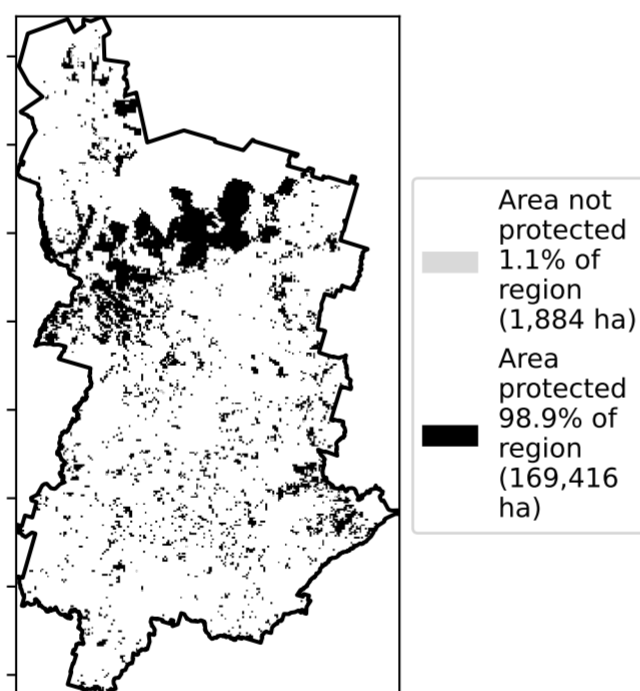 Area not
protected
1.1% of
region
(1,884 ha)
Area
protected
98.9% of
region
(169,416
ha)